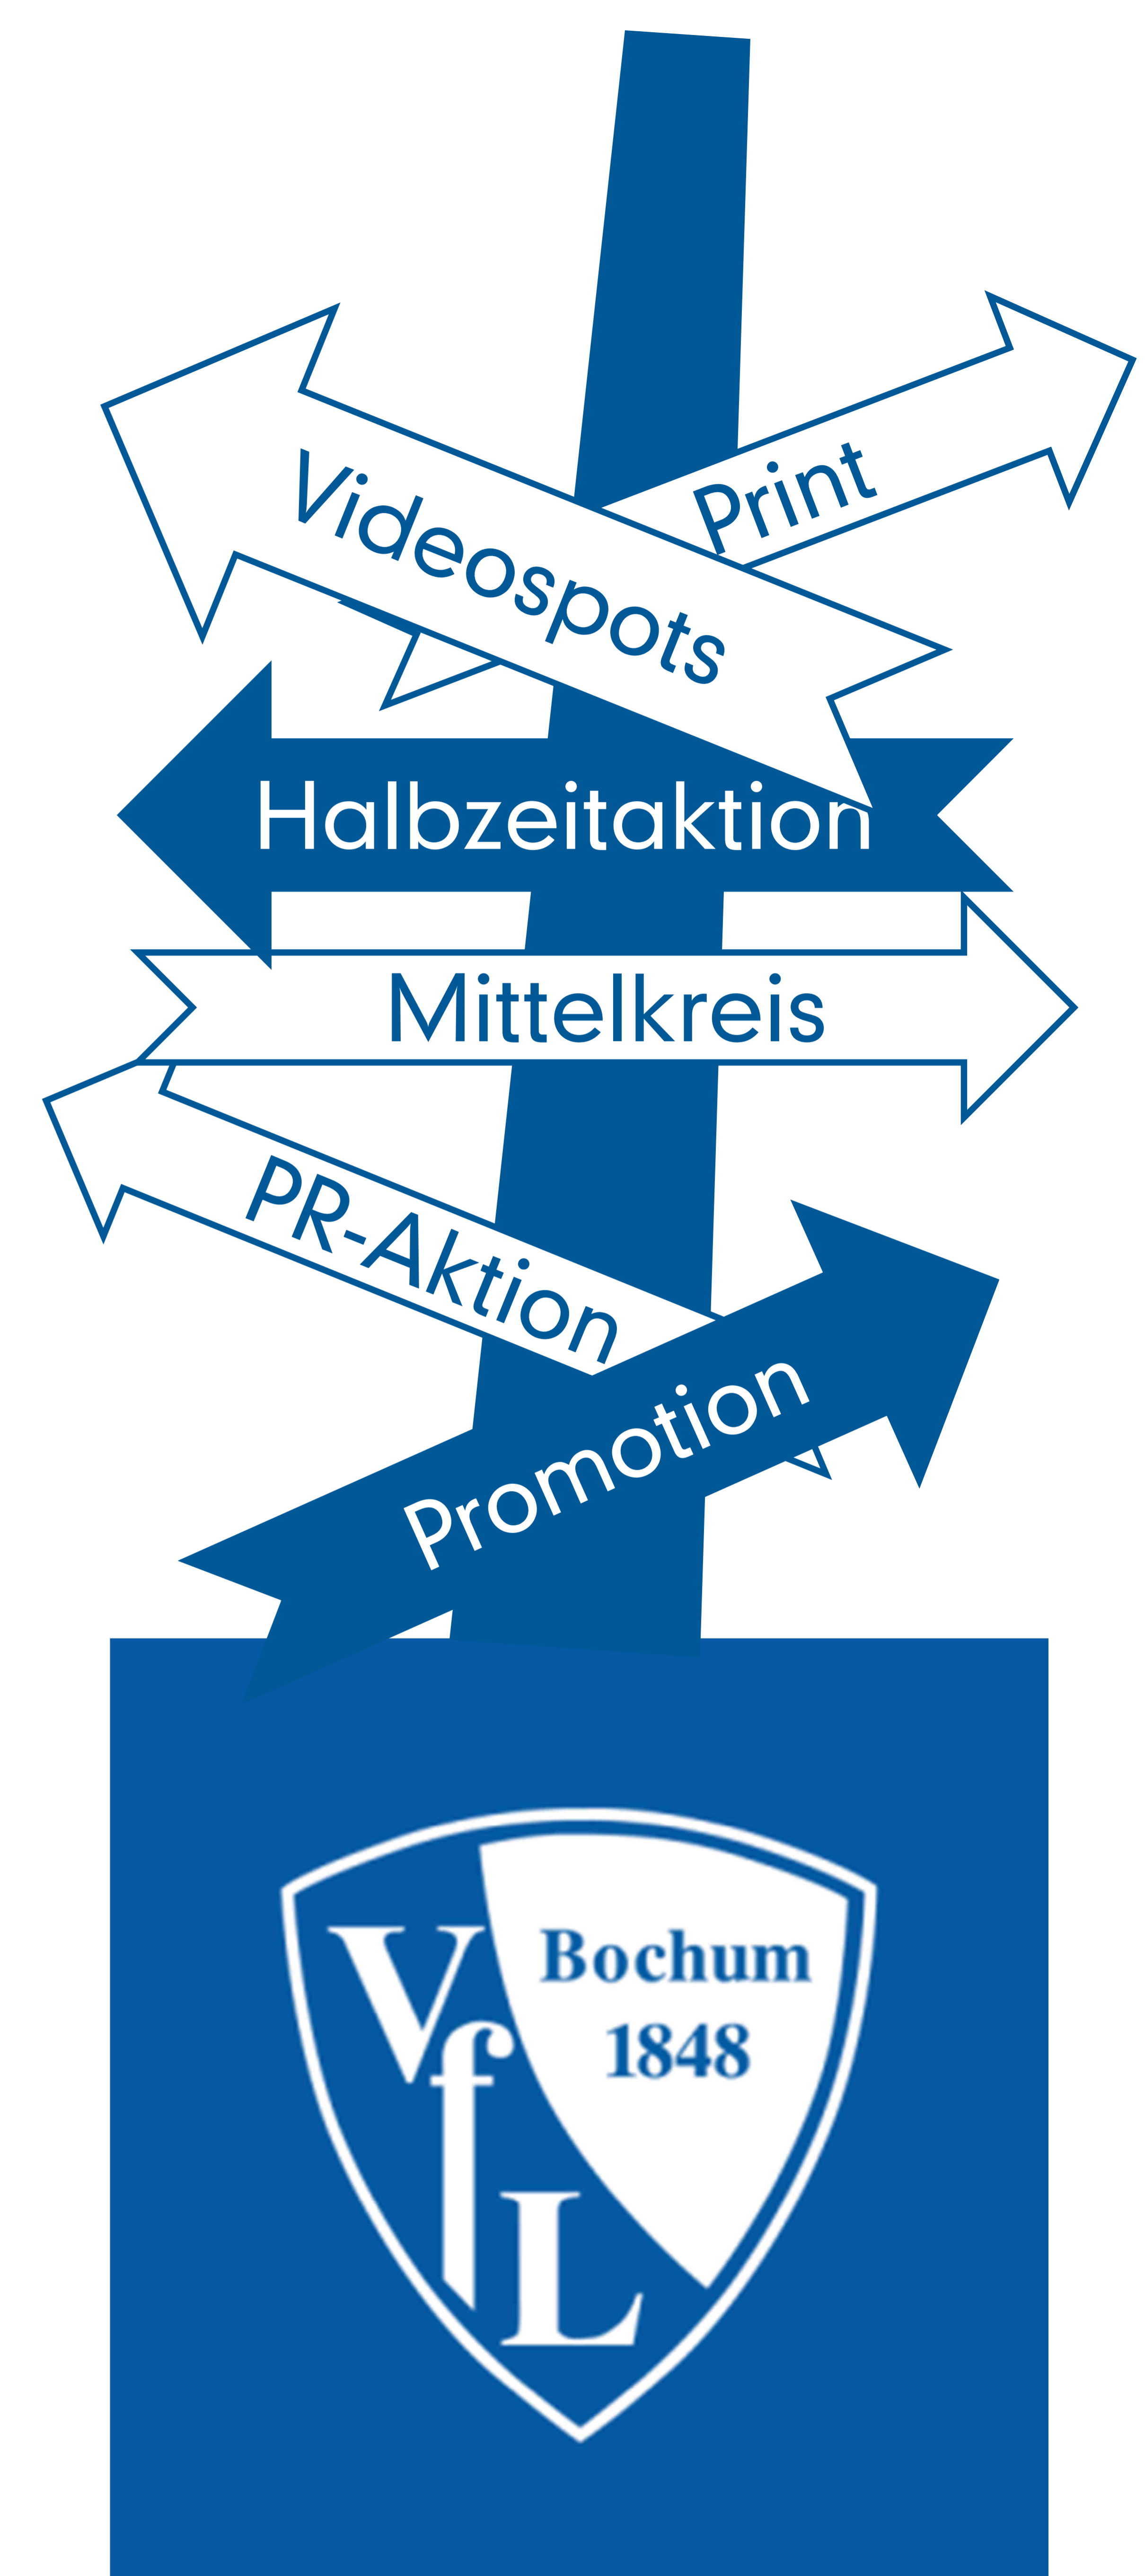 Print
Videospots
Halbzeitaktion
Mittelkreis
PR-Aktion
Promotion
VfL
Bochum
1848